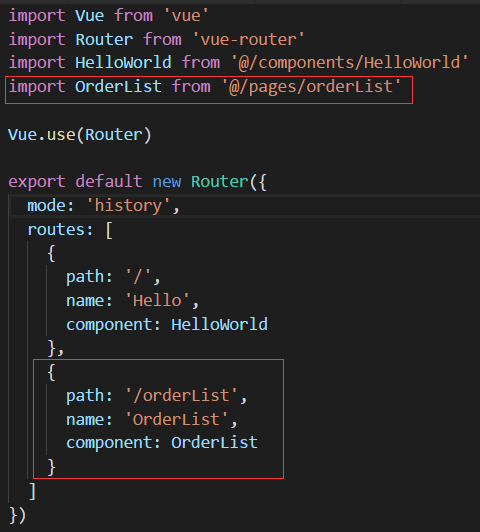 import Vue from 'vue'
import Router from 'vue-router'
import HelloWorld from '@/components/HelloWorld'
import OrderList from '@/pages/orderList'
Vue.use(Router)
export default new Router({
mode: 'history',
routes: [
{
path: '/',
name: 'Hello',
component: HelloWorld
},
{
path: '/orderList',
name: 'OrderList',
component: OrderList
}
]
})